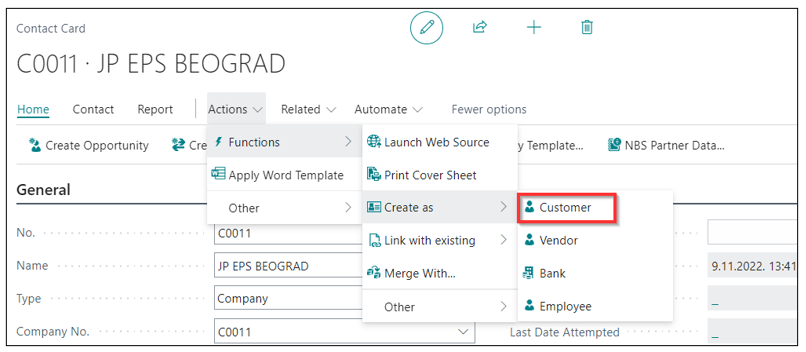 Contact Card
C0011 · JP EPS BEOGRAD
Home Contact Report Actions Related Automate Fewer options
Create Opportunity Cre Functions Launch Web Source y Template... NBS Partner Data...
Apply Word Template Print Cover Sheet
General
Other Create as Customer
No. C0011 Link with existing Vendor
Name JP EPS BEOGRAD Merge With... Bank 9.11.2022. 13:41
Type Company Other Employee _
Company No. C0011 Last Date Attempted _